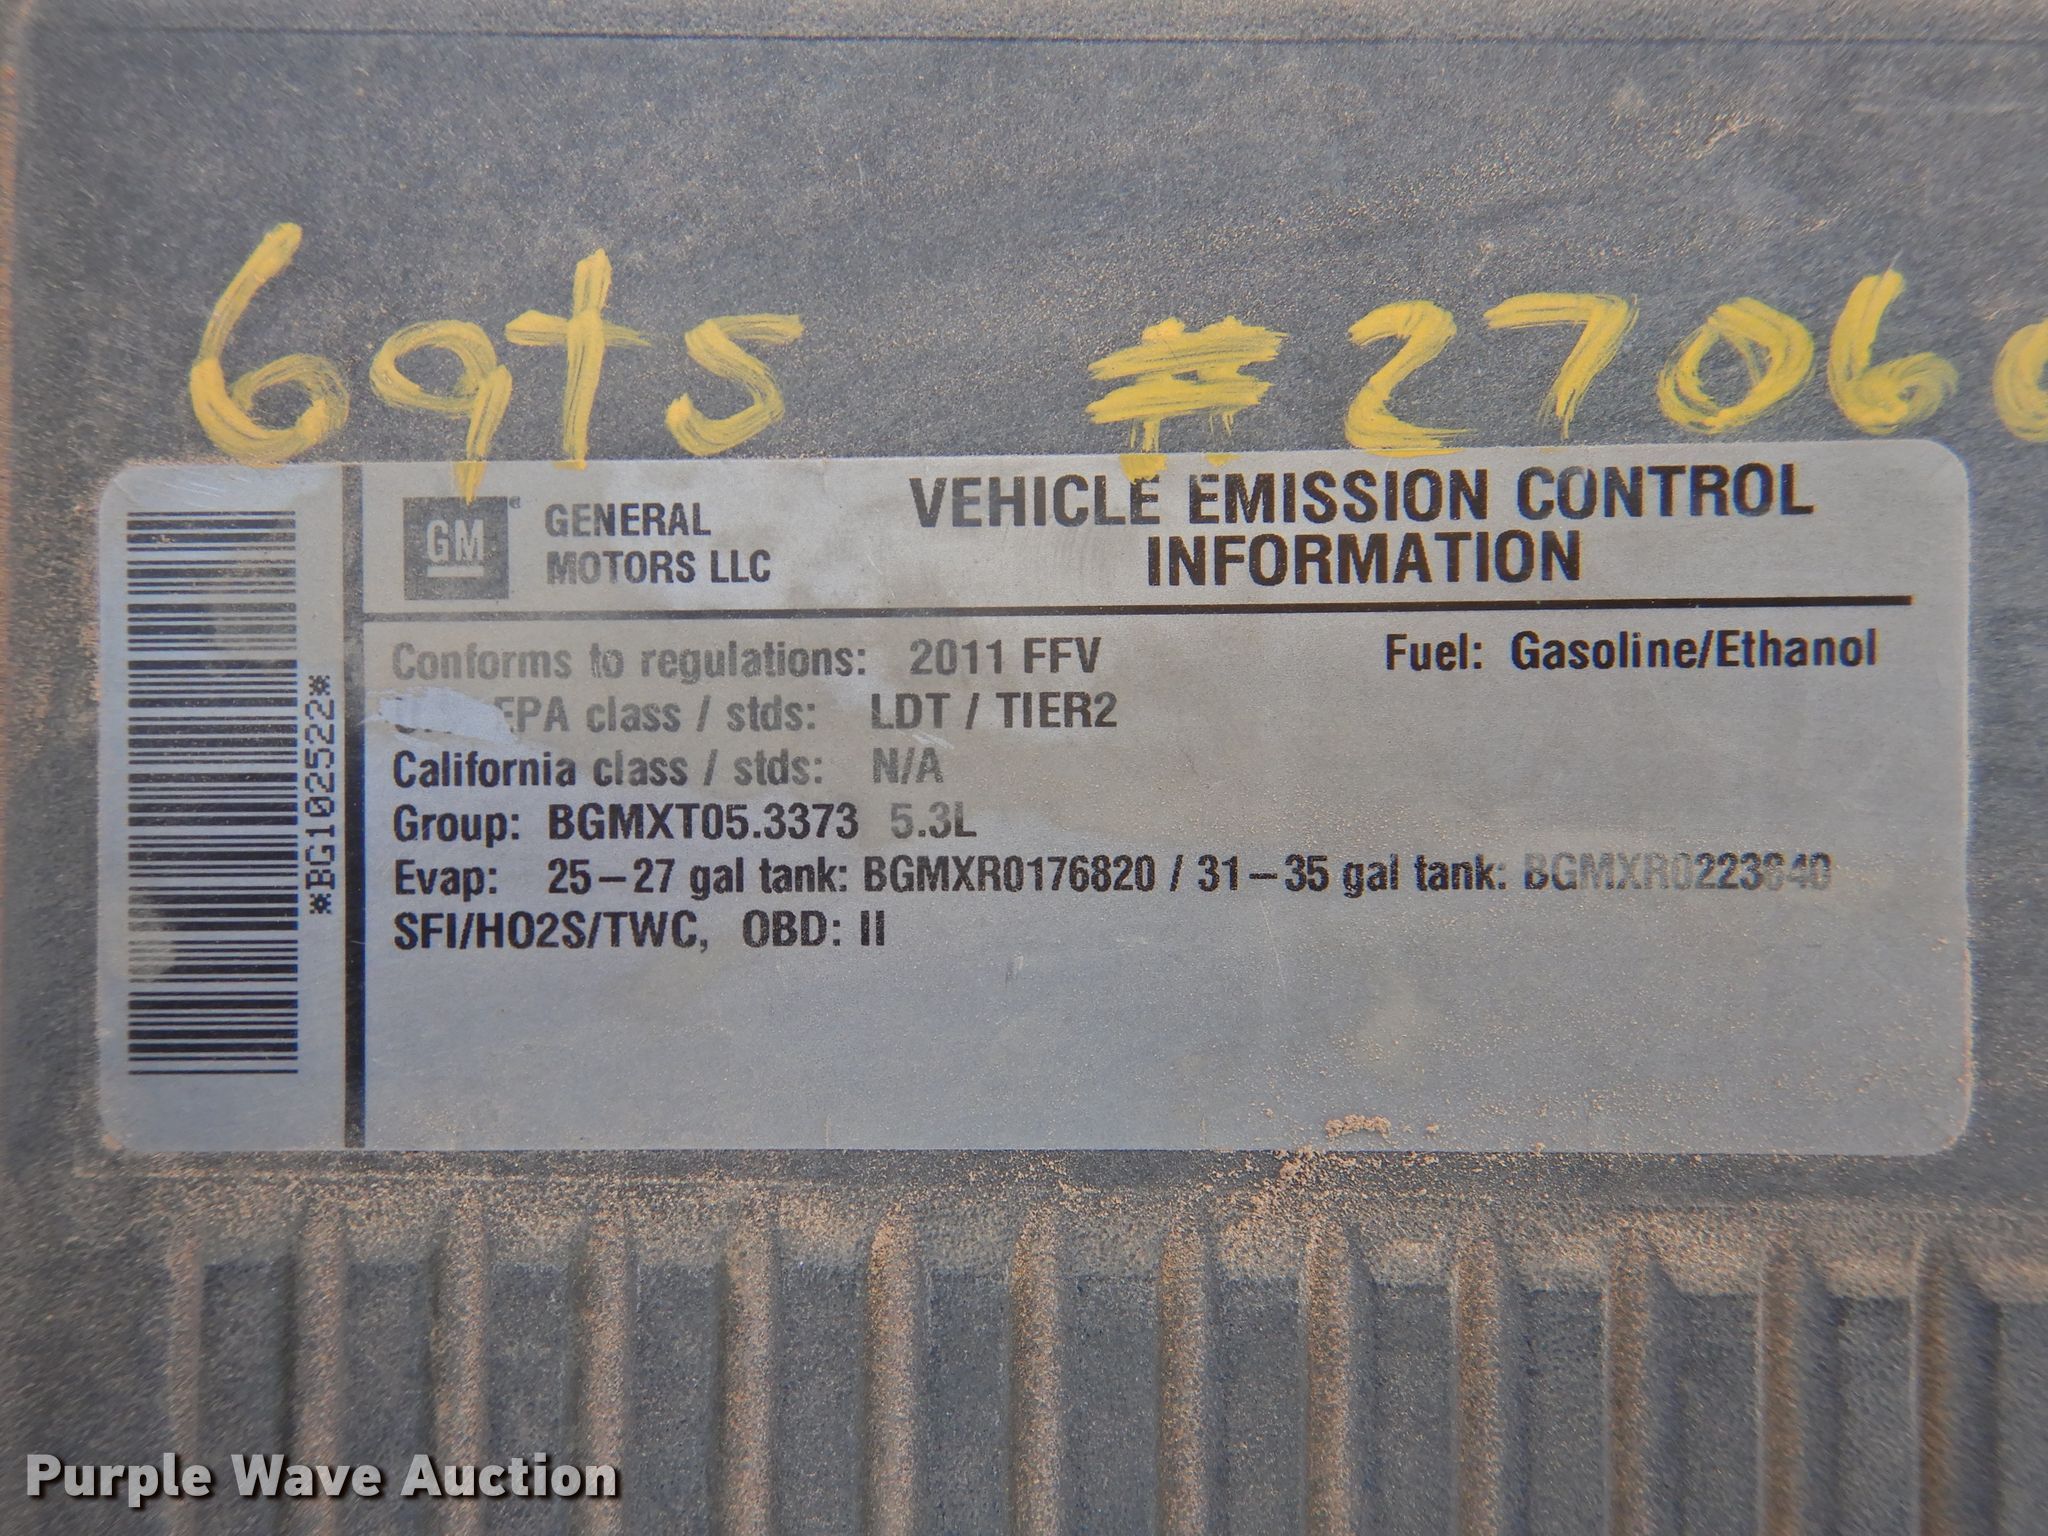 6qts #2706
GM
GENERAL
MOTORS LLC
VEHICLE EMISSION CONTROL
INFORMATION
Conforms to regulations: 2011 FFV
Fuel: Gasoline/Ethanol
EPA class / stds: LDT / TIER2
California class / stds: N/A
Group: BGMXT05.3373 5.3L
Evap: 25–27 gal tank: BGMXR0176820 / 31–35 gal tank: BGMXR0223640
SFI/HO2S/TWC, OBD: II
*BG102522*
Purple Wave Auction